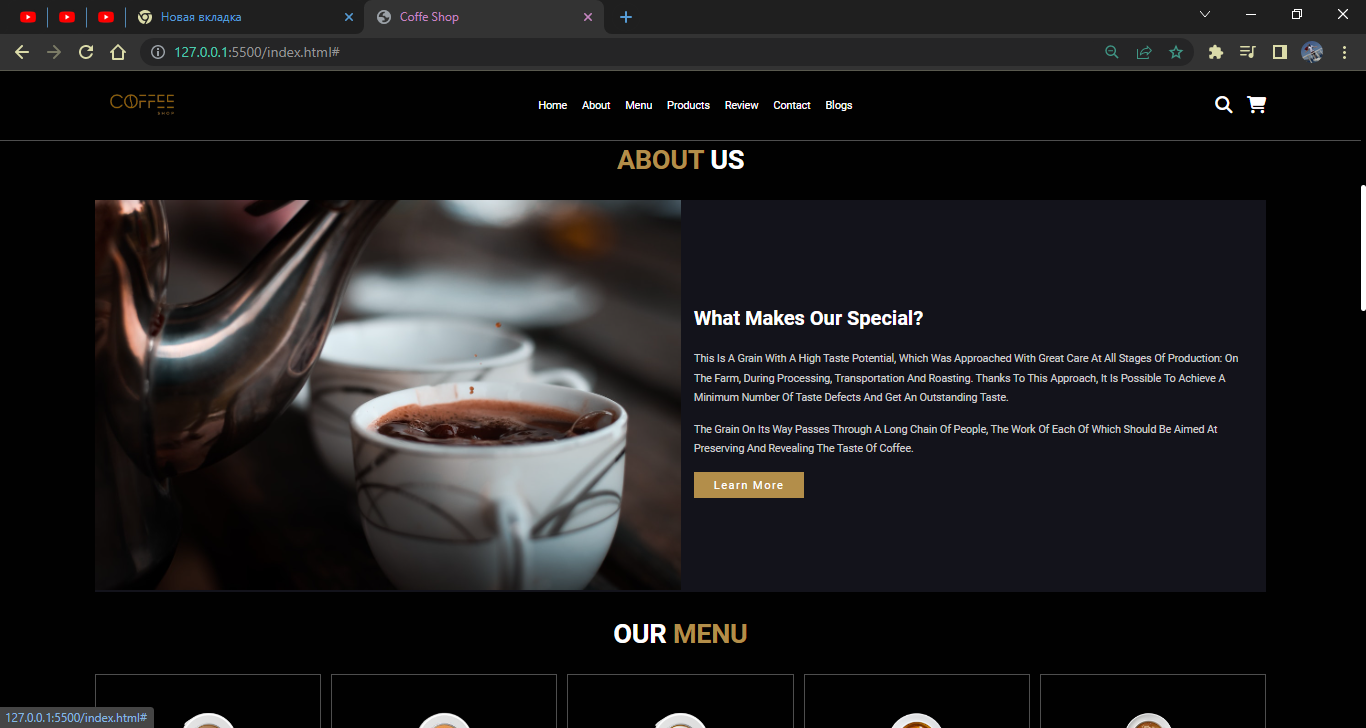 Новая вкладка
Coffe Shop
127.0.0.1:5500/index.html#
COFFEE
SHOP
Home About Menu Products Review Contact Blogs
ABOUT US
What Makes Our Special?
This Is A Grain With A High Taste Potential, Which Was Approached With Great Care At All Stages Of Production: On
The Farm, During Processing, Transportation And Roasting. Thanks To This Approach, It Is Possible To Achieve A
Minimum Number Of Taste Defects And Get An Outstanding Taste.
The Grain On Its Way Passes Through A Long Chain Of People, The Work Of Each Of Which Should Be Aimed At
Preserving And Revealing The Taste Of Coffee.
Learn More
OUR MENU
127.0.0.1:5500/index.html#